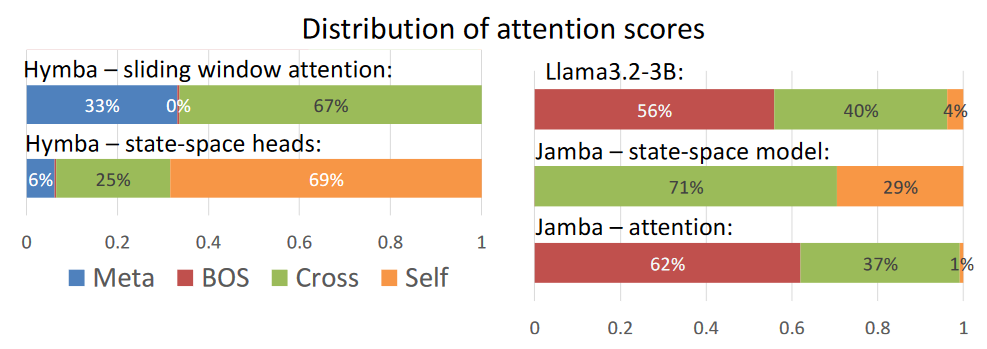 Distribution of attention scores
Hymba – sliding window attention:
33% 0% 67%
Hymba – state-space heads:
6% 25% 69%
0 0.2 0.4 0.6 0.8 1
Meta BOS Cross Self
Llama3.2-3B:
56% 40% 4%
Jamba – state-space model:
71% 29%
Jamba – attention:
62% 37% 1%
0 0.2 0.4 0.6 0.8 1